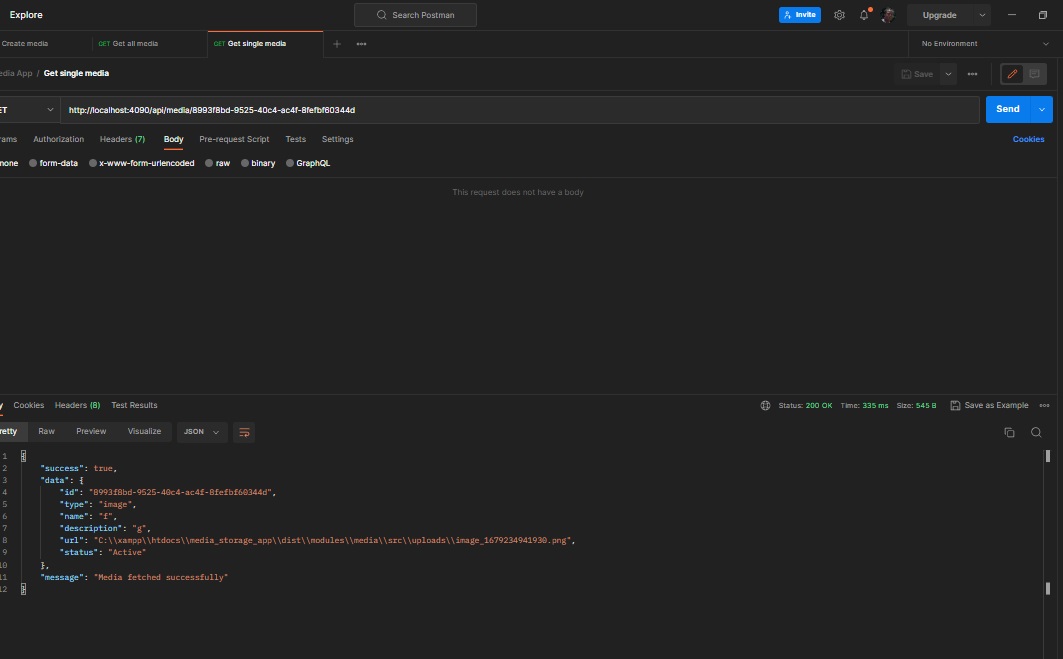 Explore
Search Postman
Invite
Upgrade
Create media
GET Get all media
GET Get single media
No Environment
edia App / Get single media
Save
ET
http://localhost:4090/api/media/8993f8bd-9525-40c4-ac4f-8fefbf60344d
Send
rams Authorization Headers (7) Body Pre-request Script Tests Settings
Cookies
none form-data x-www-form-urlencoded raw binary GraphQL
This request does not have a body
y Cookies Headers (8) Test Results
Status: 200 OK Time: 335 ms Size: 545 B Save as Example
retty Raw Preview Visualize JSON
1 {
2 "success": true,
3 "data": {
4 "id": "8993f8bd-9525-40c4-ac4f-8fefbf60344d",
5 "type": "image",
6 "name": "f",
7 "description": "g",
8 "url": "C:\\xampp\\htdocs\\media_storage_app\\dist\\modules\\media\\src\\uploads\\image_1679234941930.png",
9 "status": "Active"
10 },
11 "message": "Media fetched successfully"
12 }